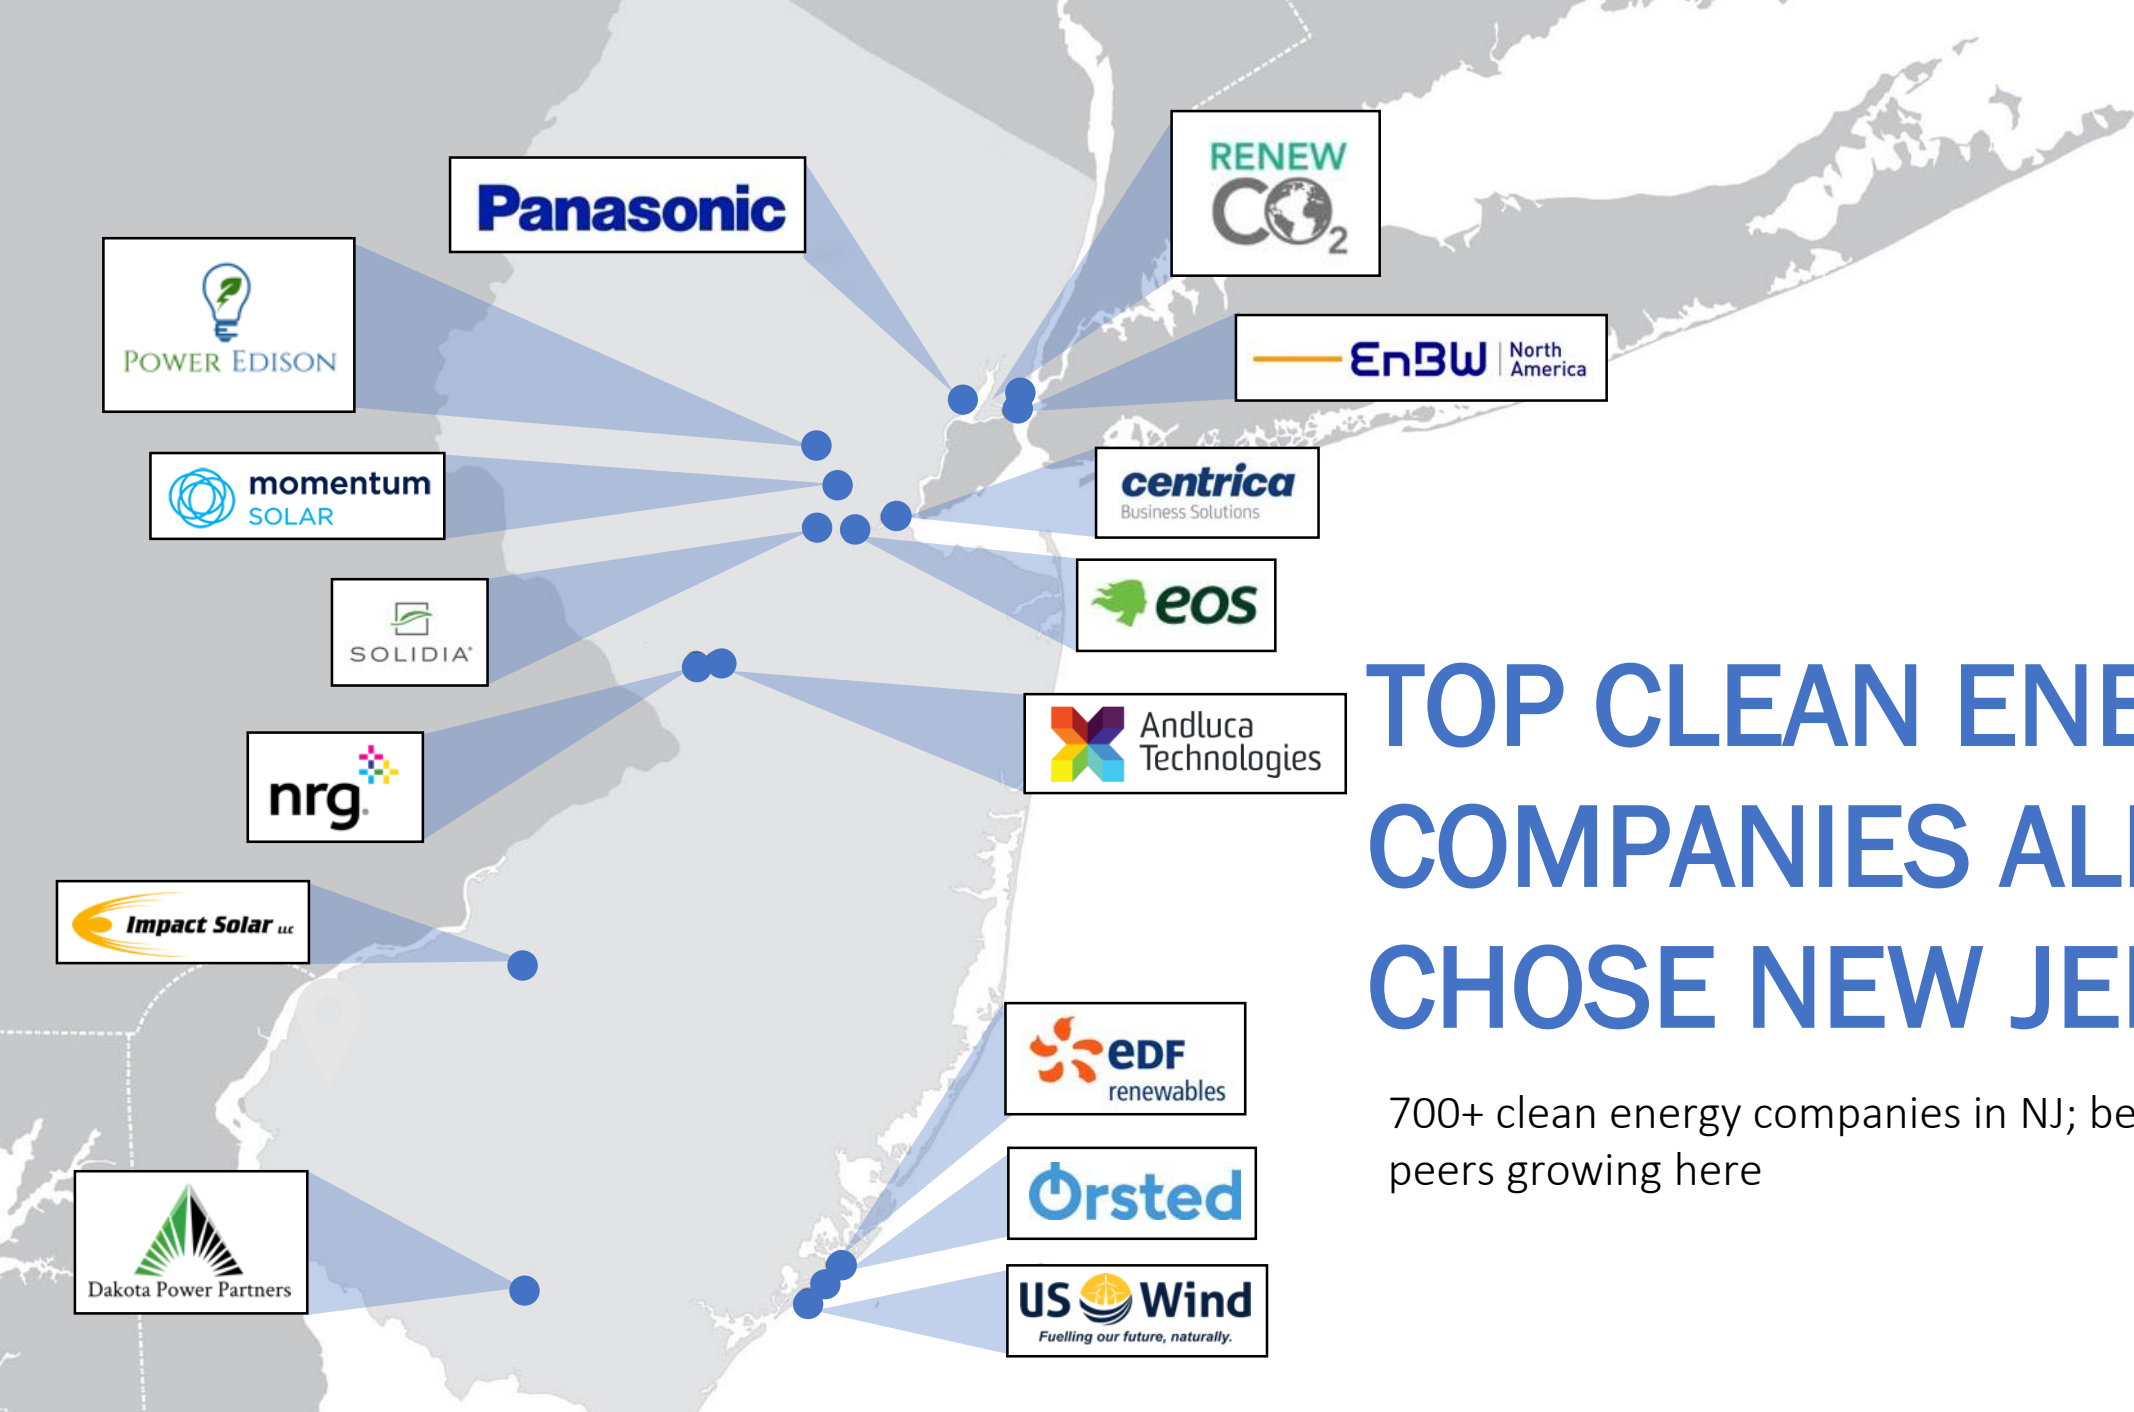 RENEW
CO2
Panasonic
POWER EDISON
EnBW North
America
momentum
SOLAR
centrica
Business Solutions
SOLIDIA
eos
nrg
Andluca
Technologies
TOP CLEAN ENE
COMPANIES AL
CHOSE NEW JE
Impact Solar LLC
eDF
renewables
700+ clean energy companies in NJ; be
peers growing here
Ørsted
Dakota Power Partners
US Wind
Fuelling our future, naturally.